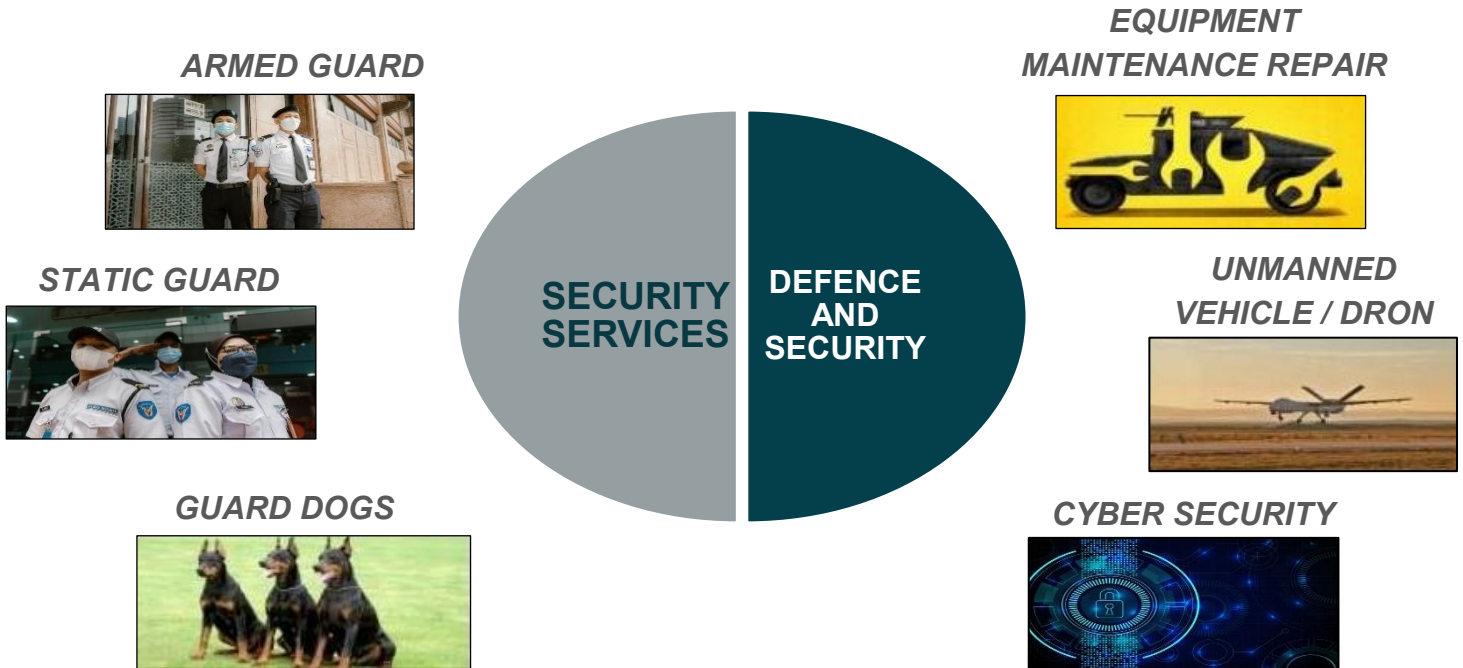 ARMED GUARD
STATIC GUARD
GUARD DOGS
SECURITY
SERVICES
DEFENCE
AND
SECURITY
EQUIPMENT
MAINTENANCE REPAIR
UNMANNED
VEHICLE / DRON
CYBER SECURITY